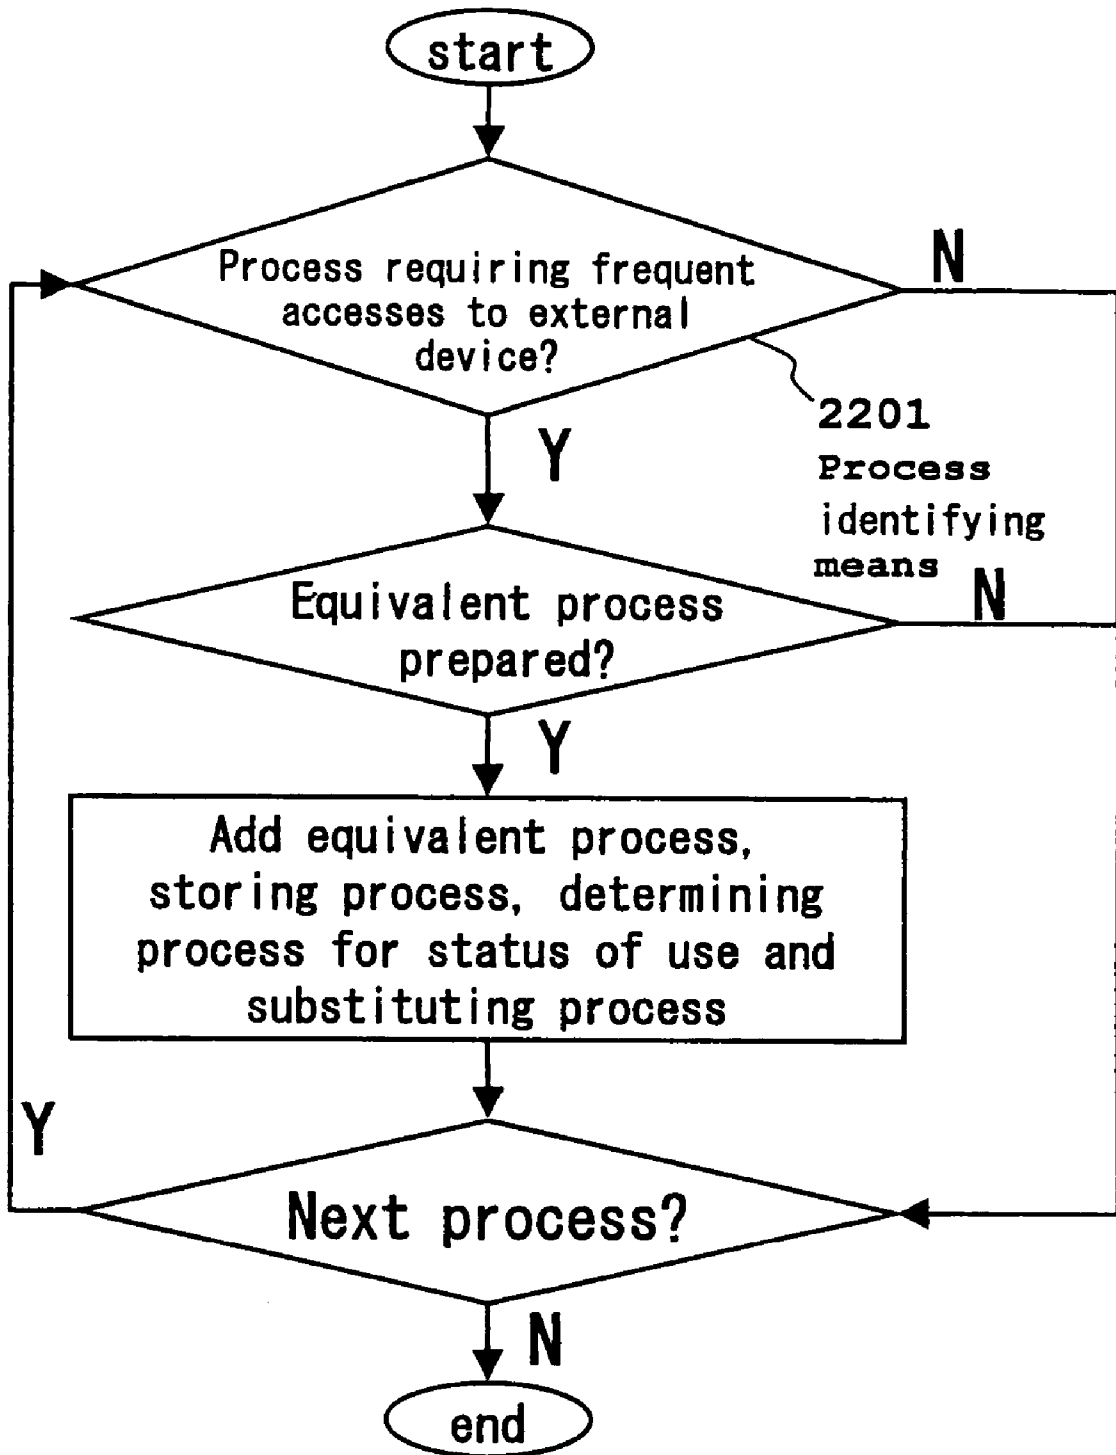 start
Process requiring frequent
accesses to external
device?
N
2201
Process
identifying
means
Y
Equivalent process
prepared?
N
Y
Add equivalent process,
storing process, determining
process for status of use and
substituting process
Y
Next process?
N
end